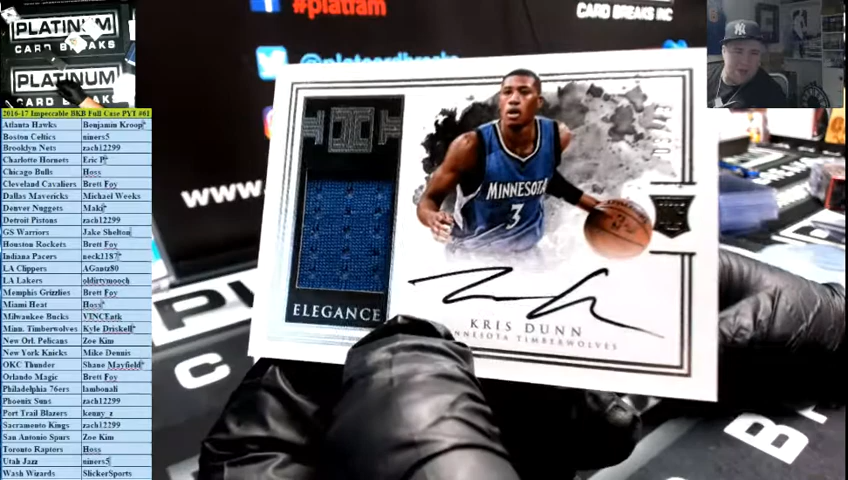 PLATINUM
CARD BREAKS
PLATINUM
CARD BREAKS
#platfam
@platcardbreaks
www.
CARD BREAKS INC
2016-17 Impeccable BKB Full Case PYT #61
Atlanta Hawks Benjamin Kroop
Boston Celtics niners5
Brooklyn Nets zach12299
Charlotte Hornets Eric P
Chicago Bulls Hoss
Cleveland Cavaliers Brett Foy
Dallas Mavericks Michael Weeks
Denver Nuggets Maki
Detroit Pistons zach12299
GS Warriors Jake Shelton
Houston Rockets Brett Foy
Indiana Pacers neck1187
LA Clippers AGantz80
LA Lakers oldirtymooch
Memphis Grizzlies Brett Foy
Miami Heat Hoss
Milwaukee Bucks VINCEatk
Minn. Timberwolves Kyle Driskell
New Orl. Pelicans Zoe Kim
New York Knicks Mike Dennis
OKC Thunder Shane Mayfield
Orlando Magic Brett Foy
Philadelphia 76ers lambonali
Phoenix Suns zach12299
Port Trail Blazers kenny_z
Sacramento Kings zach12299
San Antonio Spurs Zoe Kim
Toronto Raptors Hoss
Utah Jazz niners5
Wash Wizards SlickerSports
MINNESOTA
3
ELEGANCE
KRIS DUNN
MINNESOTA TIMBERWOLVES